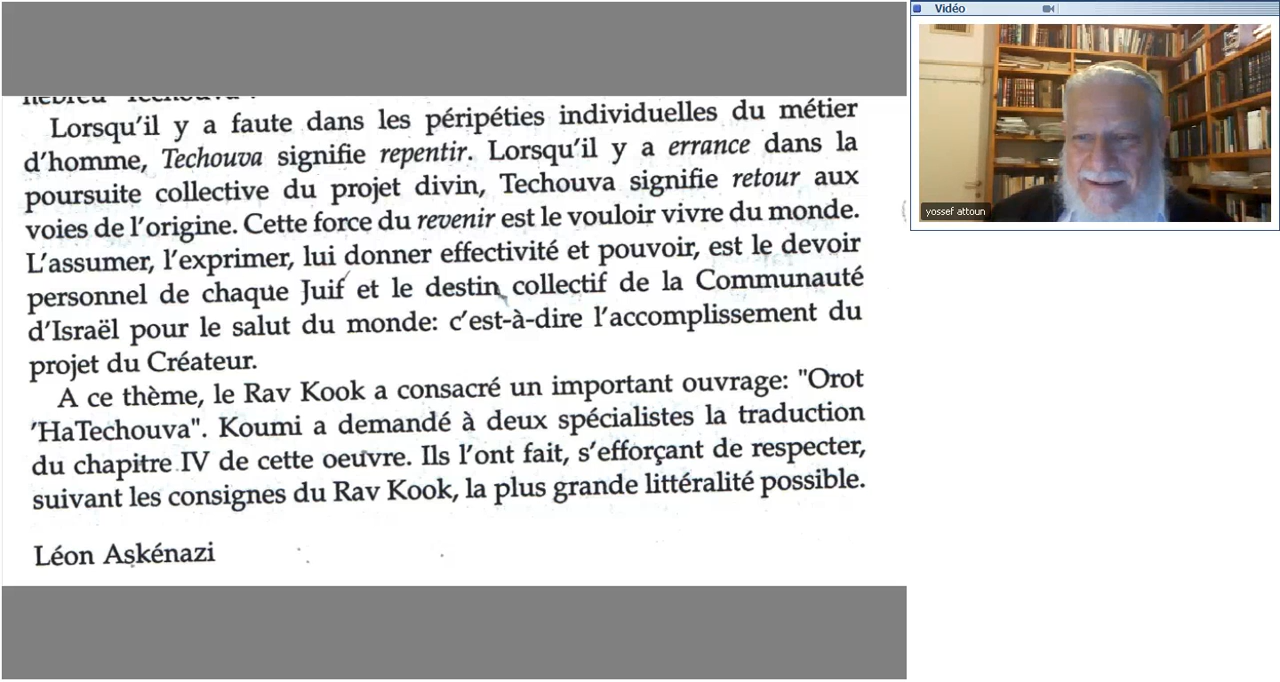 Lorsqu'il y a faute dans les péripéties individuelles du métier
d'homme, Techouva signifie repentir. Lorsqu'il y a errance dans la
poursuite collective du projet divin, Techouva signifie retour aux
voies de l'origine. Cette force du revenir est le vouloir vivre du monde.
L'assumer, l'exprimer, lui donner effectivité et pouvoir, est le devoir
personnel de chaque Juif et le destin collectif de la Communauté
d'Israël pour le salut du monde: c'est-à-dire l'accomplissement du
projet du Créateur.
A ce thème, le Rav Kook a consacré un important ouvrage: "Orot
'HaTechouva". Koumi a demandé à deux spécialistes la traduction
du chapitre IV de cette oeuvre. Ils l'ont fait, s'efforçant de respecter,
suivant les consignes du Rav Kook, la plus grande littéralité possible.
Léon Askénazi
Vidéo
yossef attoun